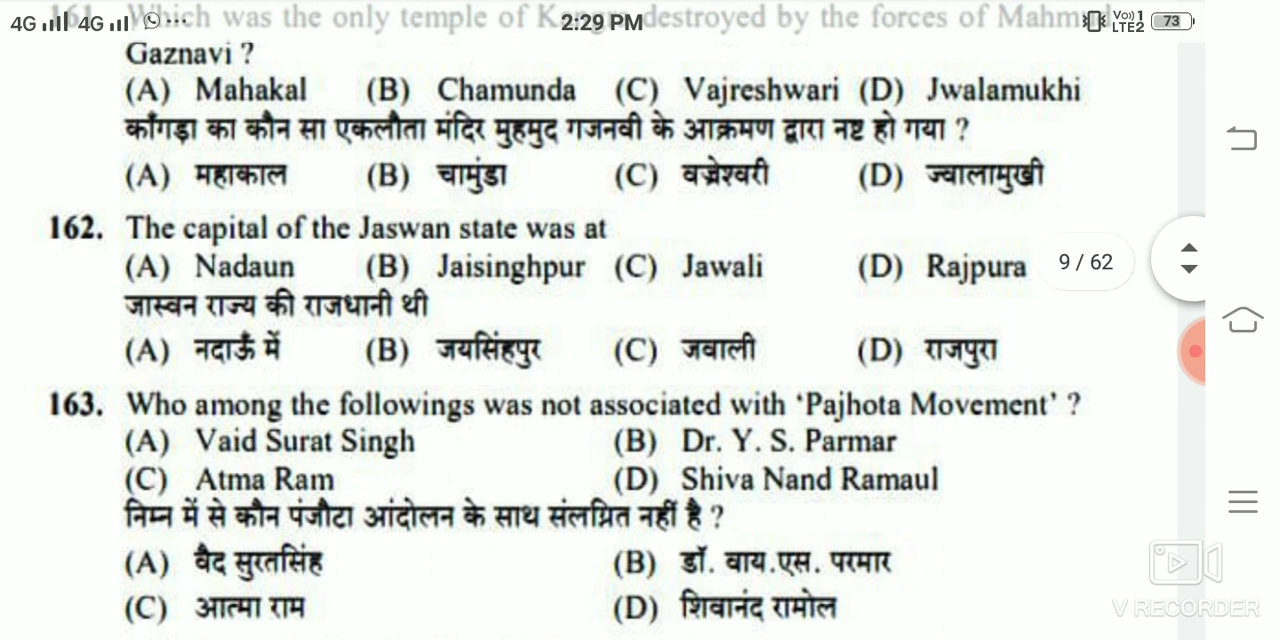 4G 4G ... 2:29 PM Vo)) 1 LTE2 73
161. Which was the only temple of destroyed by the forces of
Gaznavi ?
(A) Mahakal (B) Chamunda (C) Vajreshwari (D) Jwalamukhi
काँगड़ा का कौन सा एकलौता मंदिर मुहमुद गजनवी के आक्रमण द्वारा नष्ट हो गया ?
(A) महाकाल (B) चामुंडा (C) वज्रेश्वरी (D) ज्वालामुखी
162. The capital of the Jaswan state was at
(A) Nadaun (B) Jaisinghpur (C) Jawali (D) Rajpura
9 / 62
जास्वन राज्य की राजधानी थी
(A) नदाऊँ में (B) जयसिंहपुर (C) जवाली (D) राजपुरा
163. Who among the followings was not associated with ‘Pajhota Movement’ ?
(A) Vaid Surat Singh (B) Dr. Y. S. Parmar
(C) Atma Ram (D) Shiva Nand Ramaul
निम्न में से कौन पंजौटा आंदोलन के साथ संलग्नित नहीं है ?
(A) वैद सुरतसिंह (B) डॉ. वाय.एस. परमार
(C) आत्मा राम (D) शिवानंद रामोल
V RECORDER